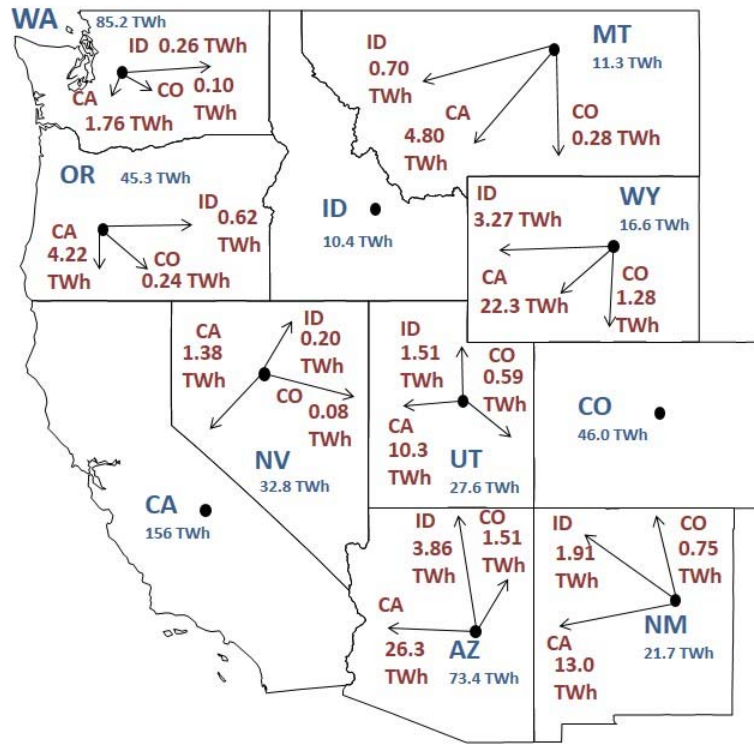 WA 85.2 TWh
ID 0.26 TWh
CA
1.76 TWh
CO
0.10
TWh
MT
11.3 TWh
ID
0.70
TWh
CA
4.80
TWh
CO
0.28 TWh
OR 45.3 TWh
ID 0.62
TWh
CA
4.22
TWh
CO
0.24 TWh
ID
10.4 TWh
WY
16.6 TWh
ID
3.27 TWh
CA
22.3 TWh
CO
1.28
TWh
CA
1.38
TWh
ID
0.20
TWh
CO
0.08
TWh
NV
32.8 TWh
ID
1.51
TWh
CO
0.59
TWh
CA
10.3
TWh
UT
27.6 TWh
CO
46.0 TWh
CA
156 TWh
ID
3.86
TWh
CO
1.51
TWh
CA
26.3
TWh
AZ
73.4 TWh
ID
1.91
TWh
CO
0.75
TWh
CA
13.0
TWh
NM
21.7 TWh